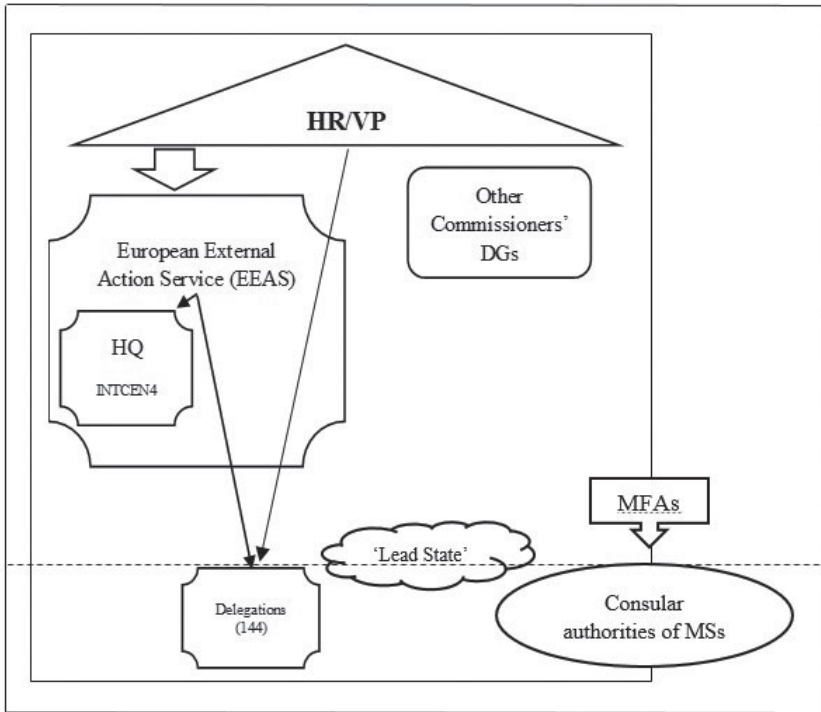 HR/VP
Other
Commissioners'
DGs
European External
Action Service (EEAS)
HQ
INTCEN4
MFAs
'Lead State'
Delegations
(144)
Consular
authorities of MSs